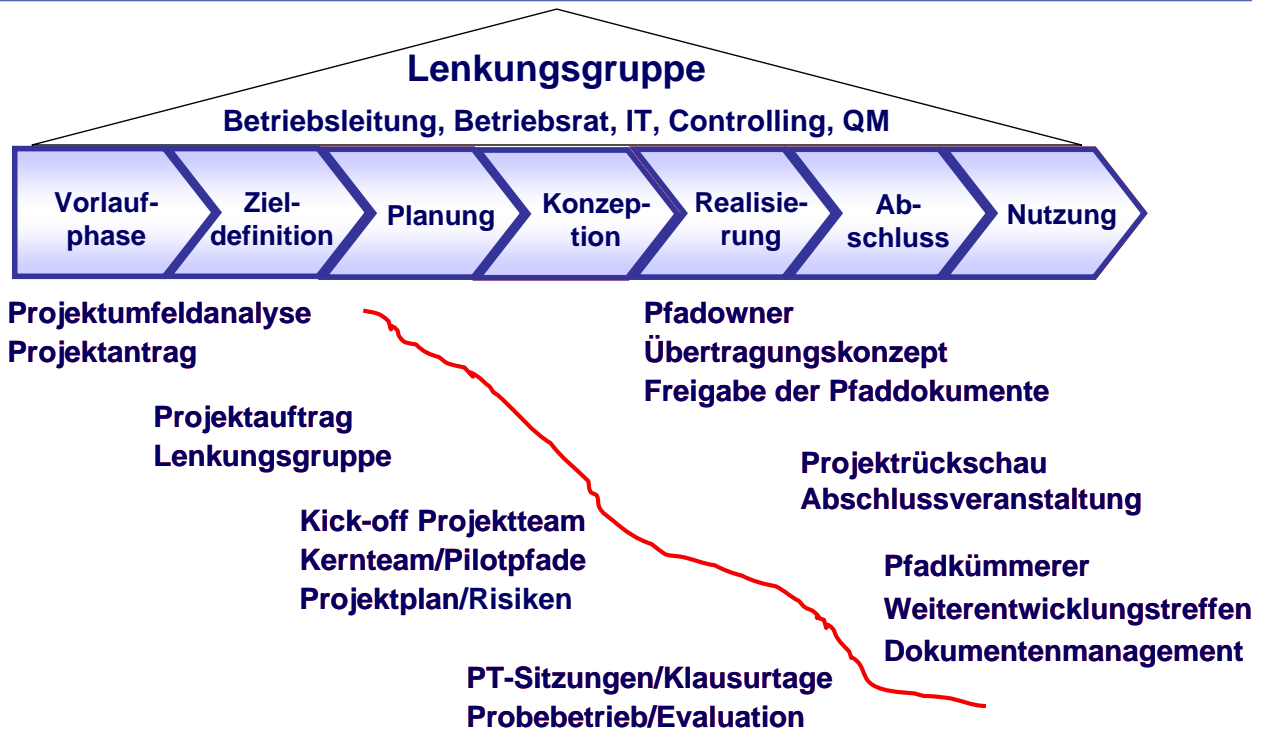 Lenkungsgruppe
Betriebsleitung, Betriebsrat, IT, Controlling, QM
Vorlauf-
phase
Ziel-
definition
Planung
Konzep-
tion
Realisie-
rung
Ab-
schluss
Nutzung
Projektumfeldanalyse
Projektantrag
Projektauftrag
Lenkungsgruppe
Kick-off Projektteam
Kernteam/Pilotpfade
Projektplan/Risiken
PT-Sitzungen/Klausurtage
Probebetrieb/Evaluation
Pfadowner
Übertragungskonzept
Freigabe der Pfaddokumente
Projektrückschau
Abschlussveranstaltung
Pfadkümmerer
Weiterentwicklungstreffen
Dokumentenmanagement